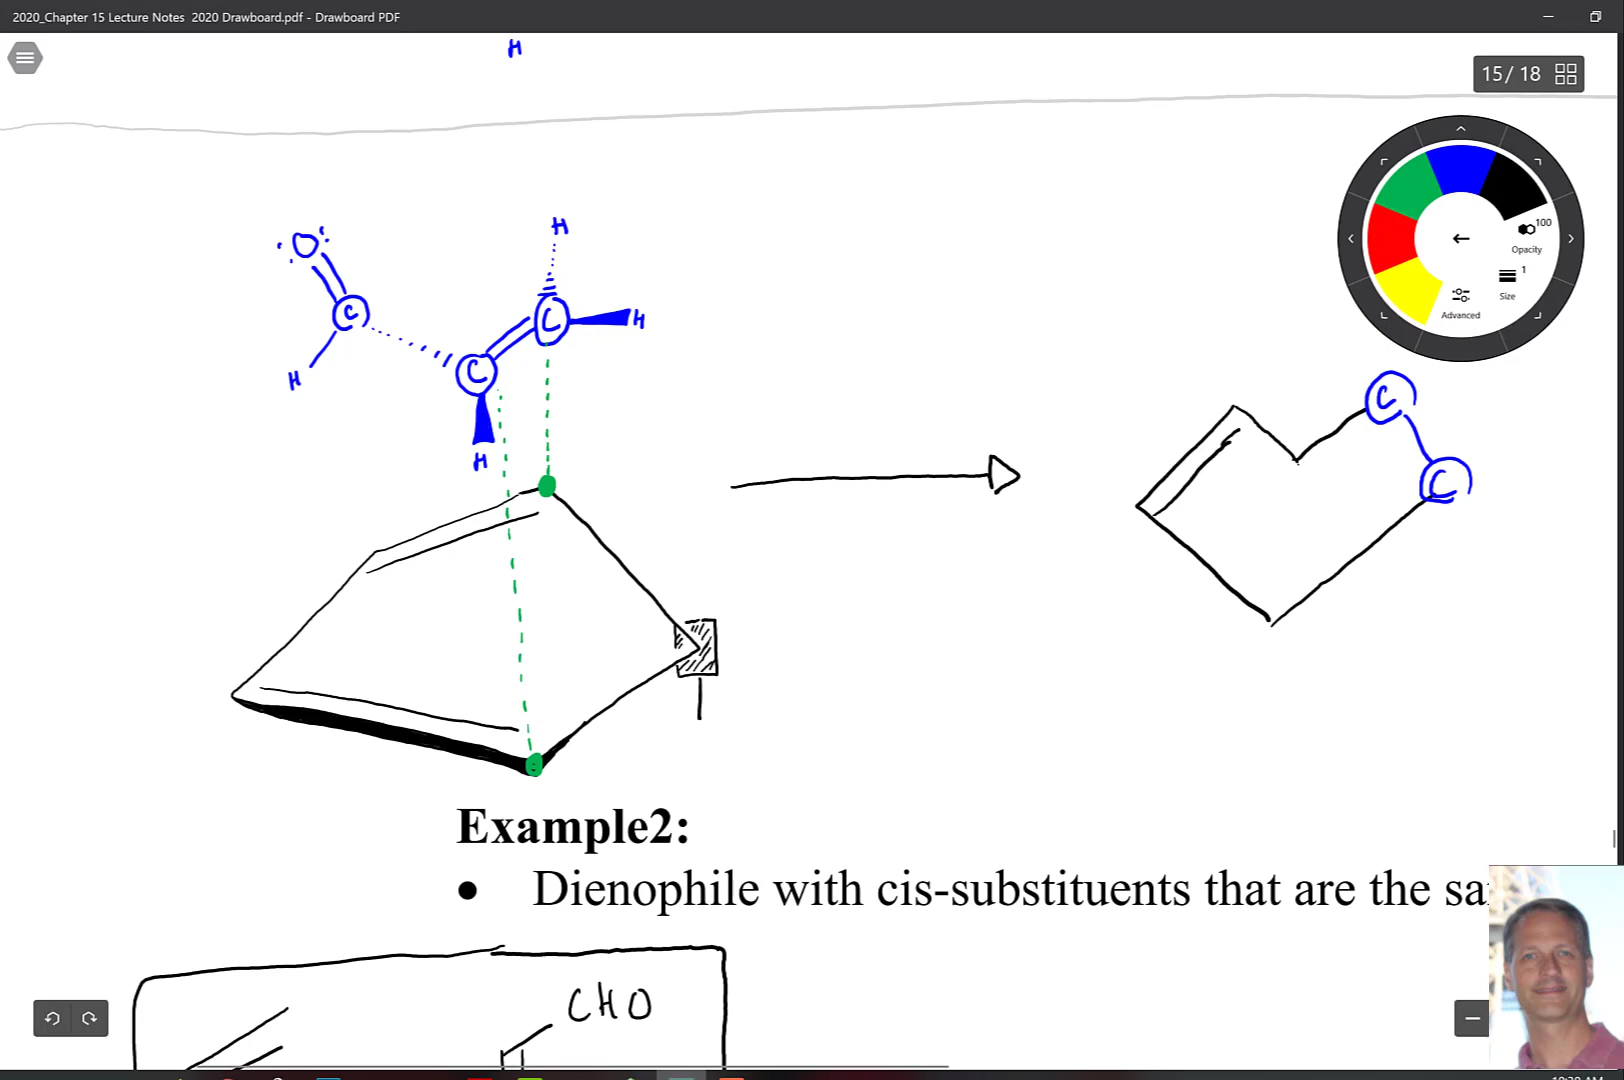 2020_Chapter 15 Lecture Notes 2020 Drawboard.pdf - Drawboard PDF
H
15 / 18
100
Opacity
1
Size
Advanced
H
:O:
C
C
H
H
C
H
C
C
Example2:
• Dienophile with cis-substituents that are the sa
CHO